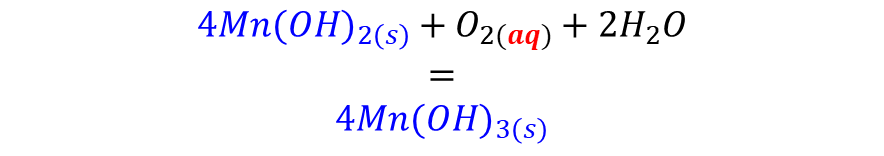 4Mn(OH)₂₍ₛ₎ + O₂₍aq₎ + 2H₂O
=
4Mn(OH)₃₍ₛ₎